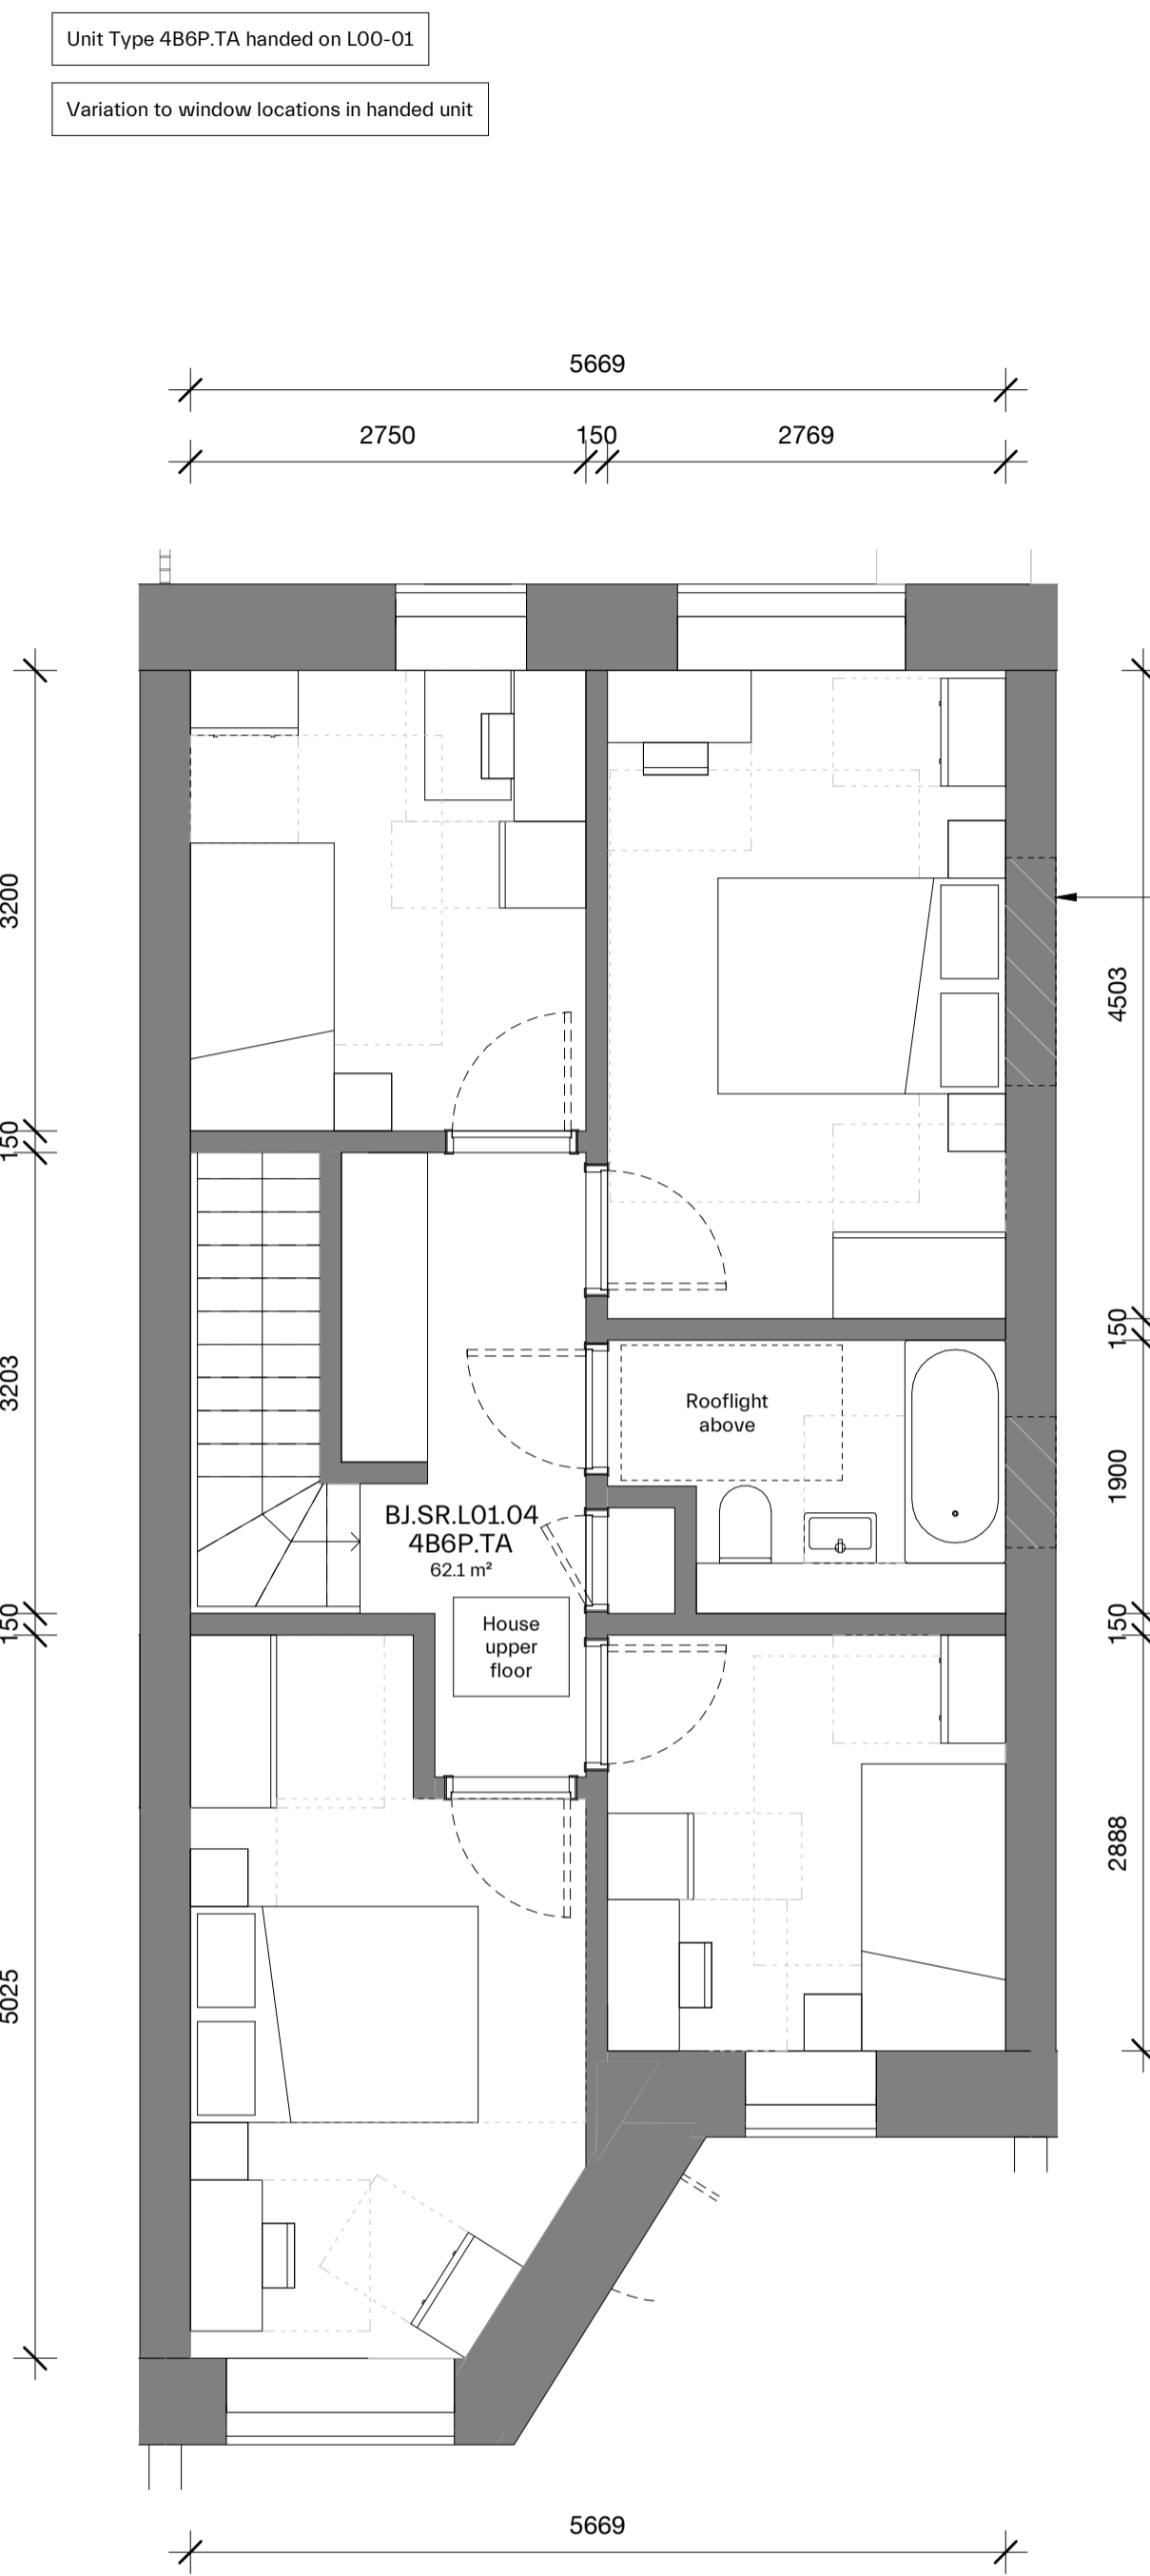 Unit Type 4B6P.TA handed on L00-01
Variation to window locations in handed unit
5669
2750
150
2769
3200
4503
150
150
3203
Rooflight
above
1900
BJ.SR.L01.04
4B6P.TA
62.1 m²
150
150
House
upper
floor
2888
5025
5669